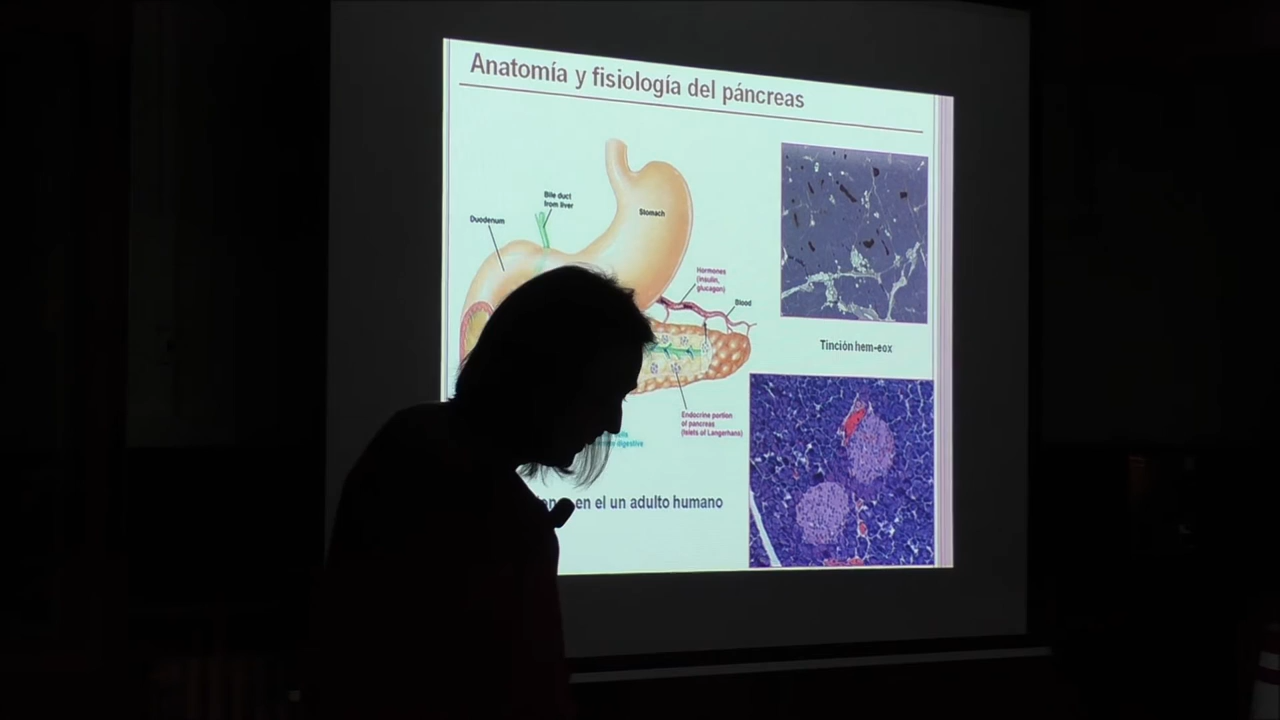 Anatomía y fisiología del páncreas
Bile duct
from liver
Duodenum
Stomach
Hormones
(insulin,
glucagon)
Blood
Tinción hem-eox
Endocrine portion
of pancreas
(Islets of Langerhans)
digestive
en el un adulto humano